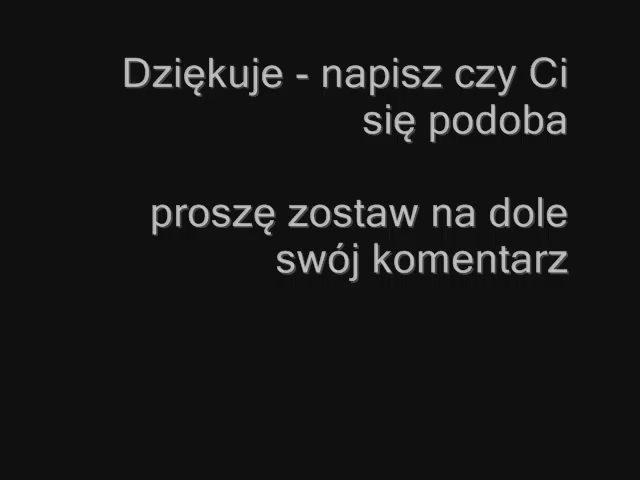 Dziękuje - napisz czy Ci
się podoba
proszę zostaw na dole
swój komentarz